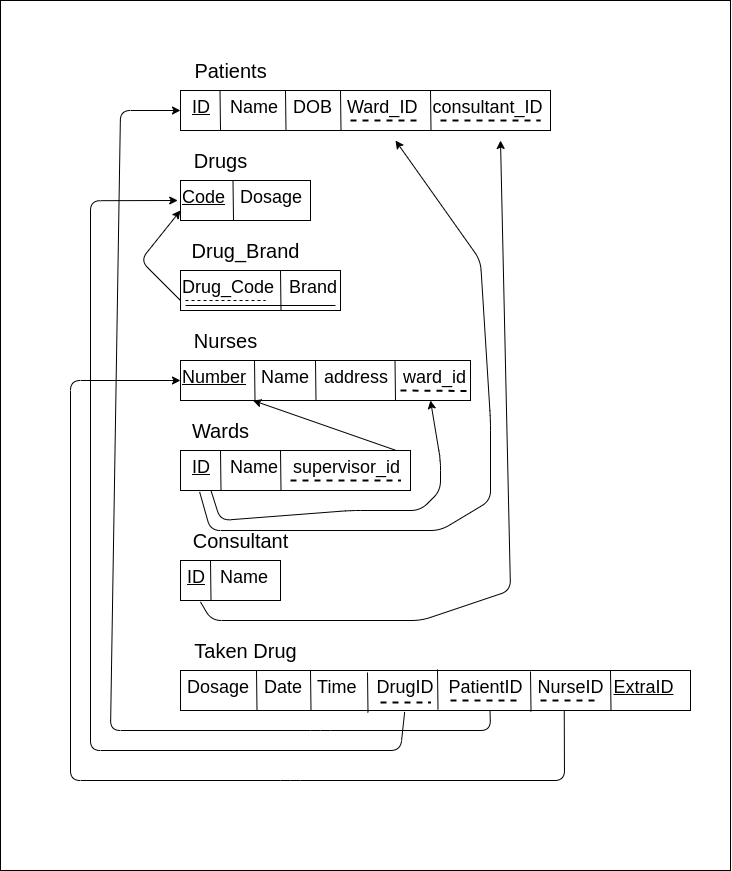 Patients
ID Name DOB Ward_ID consultant_ID
Drugs
Code Dosage
Drug_Brand
Drug_Code Brand
Nurses
Number Name address ward_id
Wards
ID Name supervisor_id
Consultant
ID Name
Taken Drug
Dosage Date Time DrugID PatientID NurseID ExtraID